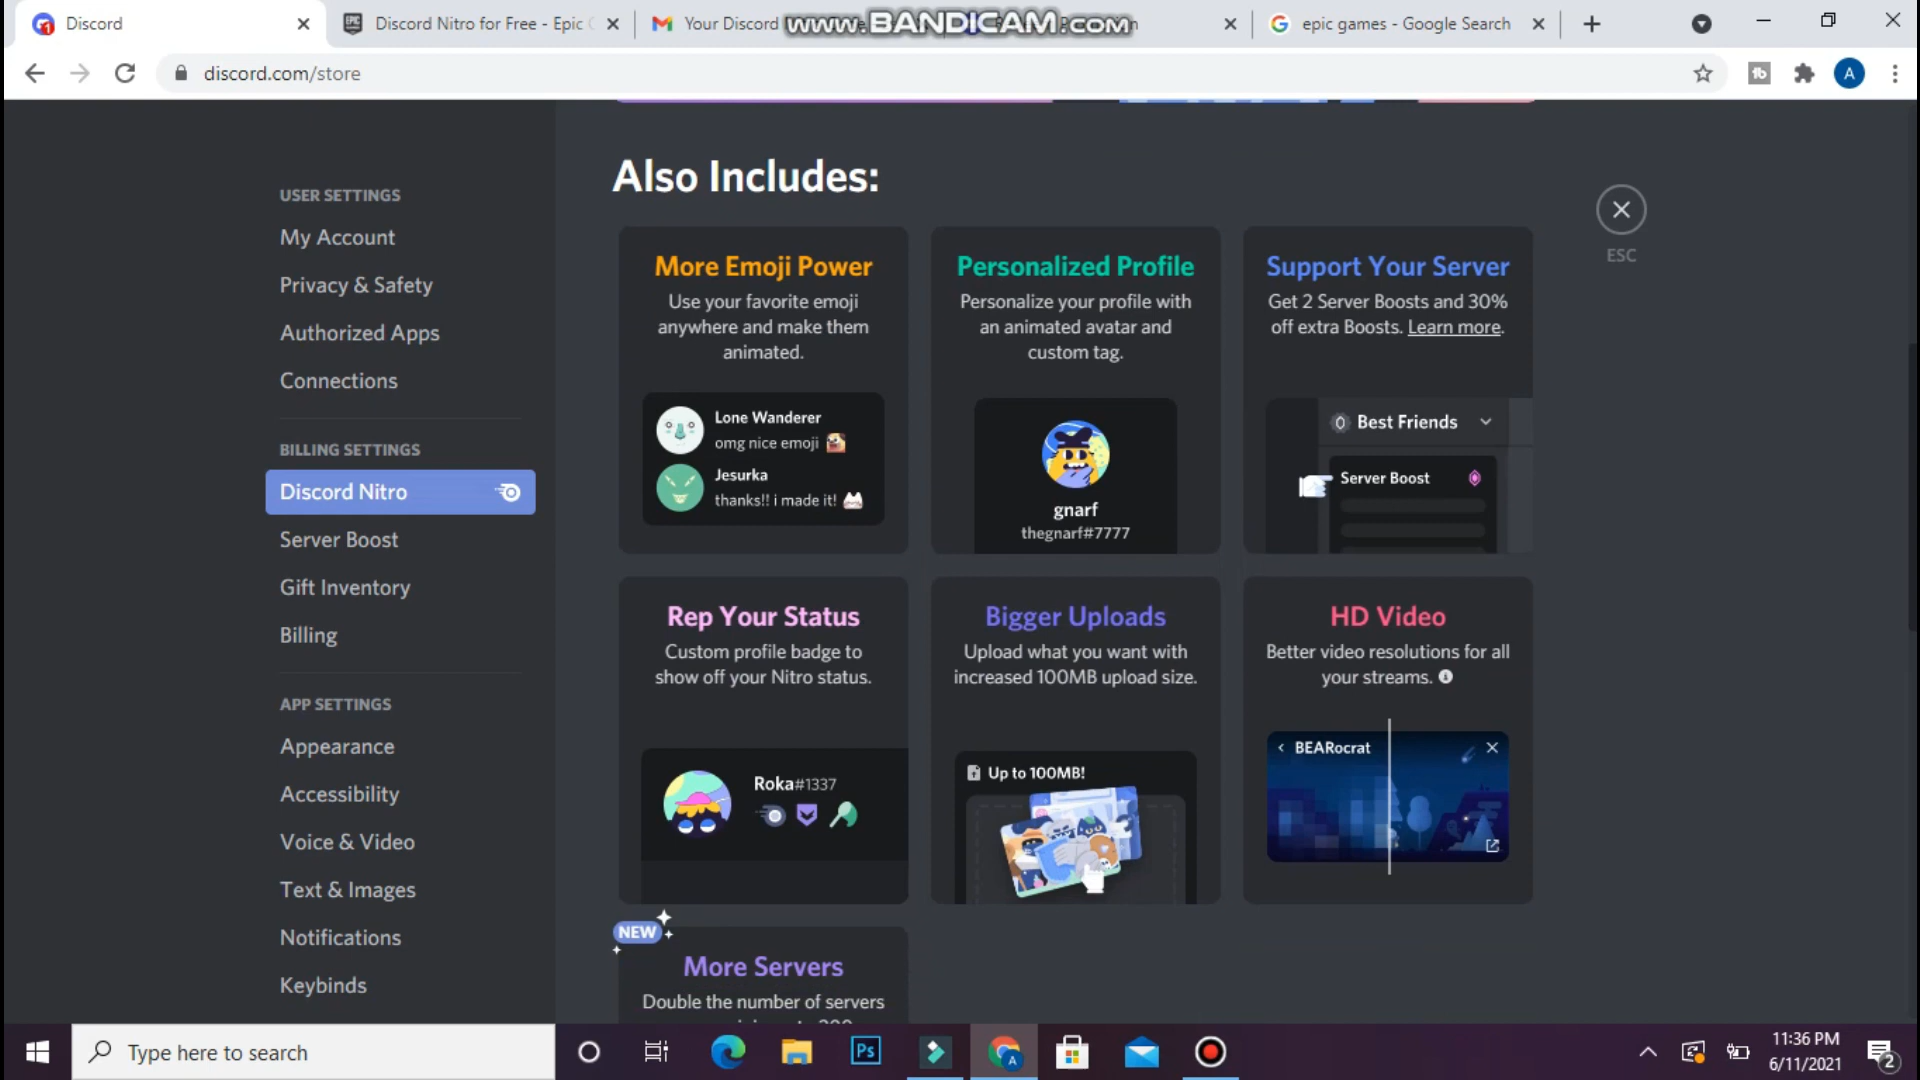 Discord
Discord Nitro for Free - Epic
Your Discord
www.BANDICAM.com
epic games - Google Search
discord.com/store
A
USER SETTINGS
My Account
Privacy & Safety
Authorized Apps
Connections
BILLING SETTINGS
Discord Nitro
Server Boost
Gift Inventory
Billing
APP SETTINGS
Appearance
Accessibility
Voice & Video
Text & Images
Notifications
Keybinds
Also Includes:
ESC
More Emoji Power
Use your favorite emoji
anywhere and make them
animated.
Lone Wanderer
omg nice emoji
Jesurka
thanks!! i made it!
Personalized Profile
Personalize your profile with
an animated avatar and
custom tag.
gnarf
thegnarf#7777
Support Your Server
Get 2 Server Boosts and 30%
off extra Boosts. Learn more.
Best Friends
Server Boost
Rep Your Status
Custom profile badge to
show off your Nitro status.
Roka#1337
Bigger Uploads
Upload what you want with
increased 100MB upload size.
Up to 100MB!
HD Video
Better video resolutions for all
your streams.
BEARocrat
NEW
More Servers
Double the number of servers
Type here to search
Ps
A
11:36 PM
6/11/2021
2